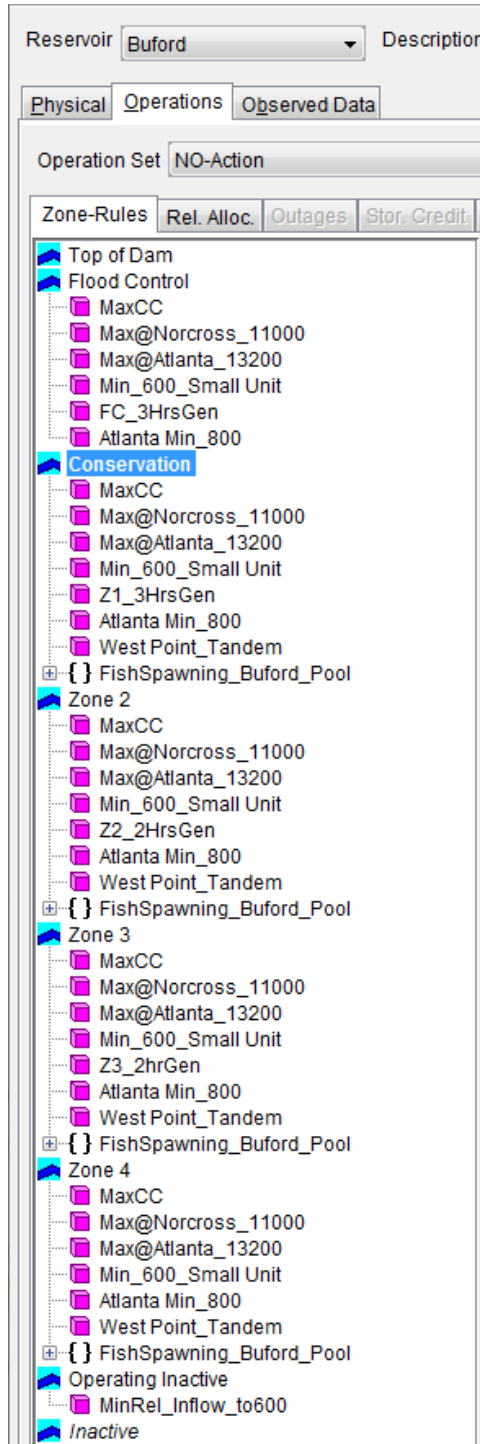 Reservoir Buford Description
Physical Operations Observed Data
Operation Set NO-Action
Zone-Rules Rel. Alloc. Outages Stor. Credit
Top of Dam
Flood Control
MaxCC
Max@Norcross_11000
Max@Atlanta_13200
Min_600_Small Unit
FC_3HrsGen
Atlanta Min_800
Conservation
MaxCC
Max@Norcross_11000
Max@Atlanta_13200
Min_600_Small Unit
Z1_3HrsGen
Atlanta Min_800
West Point_Tandem
{ } FishSpawning_Buford_Pool
Zone 2
MaxCC
Max@Norcross_11000
Max@Atlanta_13200
Min_600_Small Unit
Z2_2HrsGen
Atlanta Min_800
West Point_Tandem
{ } FishSpawning_Buford_Pool
Zone 3
MaxCC
Max@Norcross_11000
Max@Atlanta_13200
Min_600_Small Unit
Z3_2hrGen
Atlanta Min_800
West Point_Tandem
{ } FishSpawning_Buford_Pool
Zone 4
MaxCC
Max@Norcross_11000
Max@Atlanta_13200
Min_600_Small Unit
Atlanta Min_800
West Point_Tandem
{ } FishSpawning_Buford_Pool
Operating Inactive
MinRel_Inflow_to600
Inactive